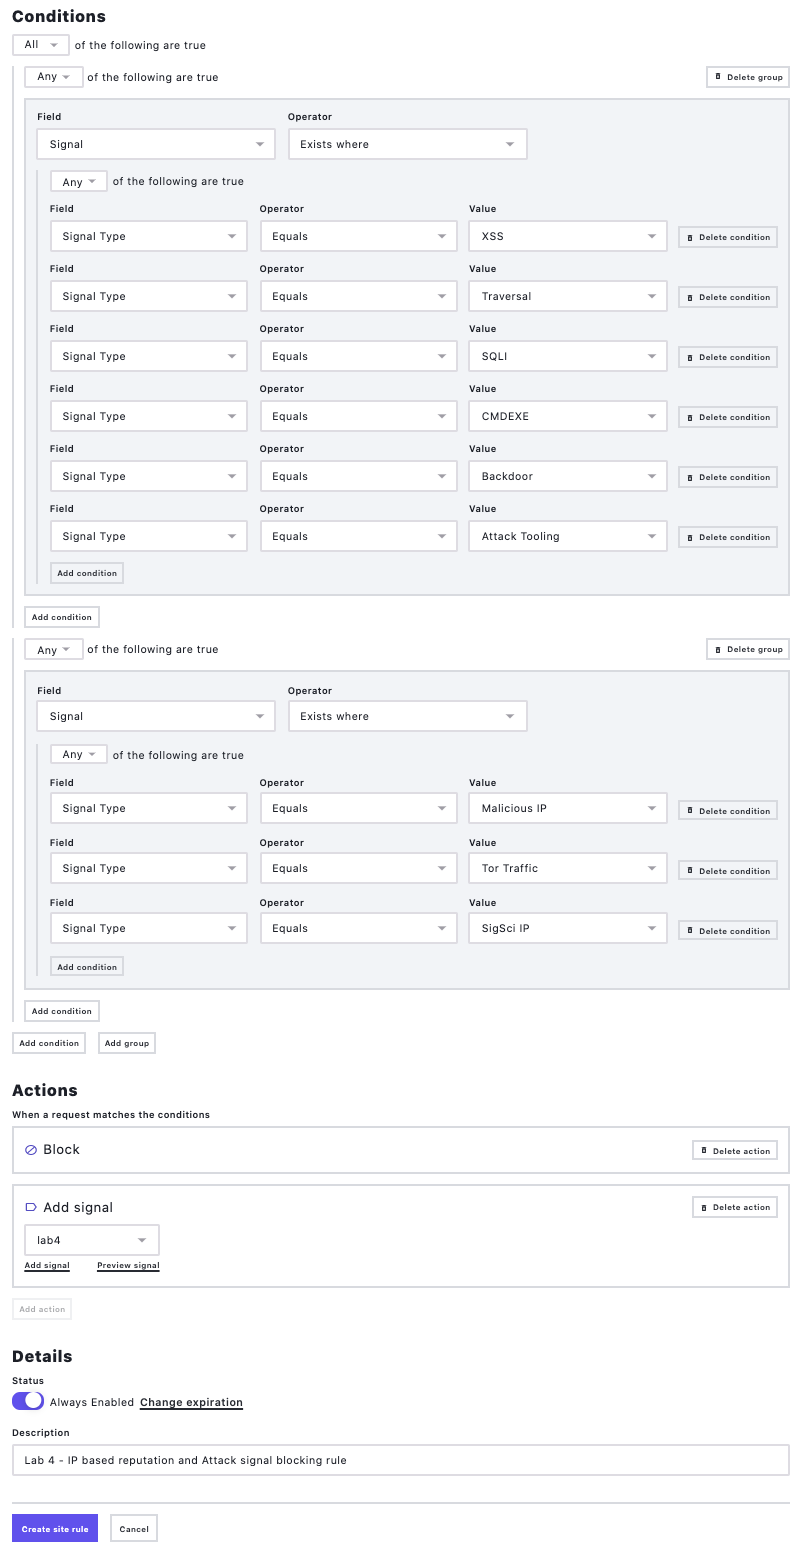 Conditions
All of the following are true
Any of the following are true Delete group
Field Operator
Signal Exists where
Any of the following are true
Field Operator Value
Signal Type Equals XSS Delete condition
Field Operator Value
Signal Type Equals Traversal Delete condition
Field Operator Value
Signal Type Equals SQLI Delete condition
Field Operator Value
Signal Type Equals CMDEXE Delete condition
Field Operator Value
Signal Type Equals Backdoor Delete condition
Field Operator Value
Signal Type Equals Attack Tooling Delete condition
Add condition
Add condition
Any of the following are true Delete group
Field Operator
Signal Exists where
Any of the following are true
Field Operator Value
Signal Type Equals Malicious IP Delete condition
Field Operator Value
Signal Type Equals Tor Traffic Delete condition
Field Operator Value
Signal Type Equals SigSci IP Delete condition
Add condition
Add condition
Add condition Add group
Actions
When a request matches the conditions
Block Delete action
Add signal Delete action
lab4
Add signal Preview signal
Add action
Details
Status
Always Enabled Change expiration
Description
Lab 4 - IP based reputation and Attack signal blocking rule
Create site rule Cancel